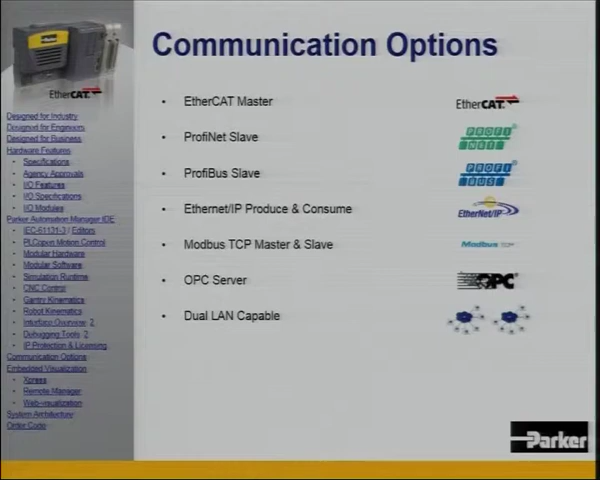 Communication Options
Parker
EtherCAT
Designed for Industry
Designed for Engineers
Designed for Business
Hardware Features
• Specifications
• Agency Approvals
• I/O Features
• I/O Specifications
• I/O Modules
Parker Automation Manager IDE
• IEC-61131-3 / Editors
• PLCopen Motion Control
• Modular Hardware
• Modular Software
• Simulation Runtime
• CNC Control
• Gantry Kinematics
• Robot Kinematics
• Interface Overview 2
• Debugging Tools 2
• IP Protection & Licensing
Communication Options
Embedded Visualization
• Xpress
• Remote Manager
• Web-visualization
System Architecture
Order Code
• EtherCAT Master
EtherCAT
• ProfiNet Slave
PROFI
NET
• ProfiBus Slave
PROFI
BUS
• Ethernet/IP Produce & Consume
EtherNet/IP
• Modbus TCP Master & Slave
Modbus TCP
• OPC Server
OPC
• Dual LAN Capable
Parker